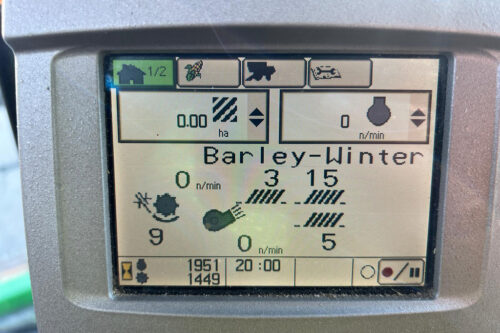 1/2
0.00 ha
0 n/min
Barley-Winter
0 n/min 3 15
9 0 n/min 5
1951 20:00
1449